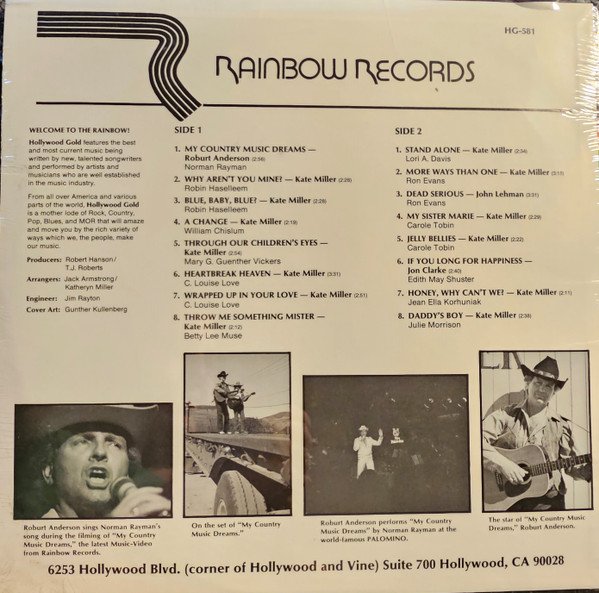 HG-581
RAINBOW RECORDS
WELCOME TO THE RAINBOW!
Hollywood Gold features the best
and most current music being
written by new, talented songwriters
and performed by artists and
musicians who are well established
in the music industry.
From all over America and various
parts of the world, Hollywood Gold
is a mother lode of Rock, Country,
Pop, Blues, and MOR that will amaze
and move you by the rich variety of
ways which we, the people, make
our music.
Producers: Robert Hanson/
T.J. Roberts
Arrangers: Jack Armstrong/
Katheryn Miller
Engineer: Jim Rayton
Cover Art: Gunther Kullenberg
SIDE 1
1. MY COUNTRY MUSIC DREAMS —
Roburt Anderson (2:56)
Norman Rayman
2. WHY AREN'T YOU MINE? — Kate Miller (2:28)
Robin Haselleem
3. BLUE, BABY, BLUE? — Kate Miller (2:28)
Robin Haselleem
4. A CHANGE — Kate Miller (2:19)
William Chislum
5. THROUGH OUR CHILDREN'S EYES —
Kate Miller (2:54)
Mary G. Guenther Vickers
6. HEARTBREAK HEAVEN — Kate Miller (3:31)
C. Louise Love
7. WRAPPED UP IN YOUR LOVE — Kate Miller (2:51)
C. Louise Love
8. THROW ME SOMETHING MISTER —
Kate Miller (2:12)
Betty Lee Muse
SIDE 2
1. STAND ALONE — Kate Miller (2:34)
Lori A. Davis
2. MORE WAYS THAN ONE — Kate Miller (3:11)
Ron Evans
3. DEAD SERIOUS — John Lehman (3:31)
Ron Evans
4. MY SISTER MARIE — Kate Miller (2:29)
Carole Tobin
5. JELLY BELLIES — Kate Miller (2:22)
Carole Tobin
6. IF YOU LONG FOR HAPPINESS —
Jon Clarke (2:40)
Edith May Shuster
7. HONEY, WHY CAN'T WE? — Kate Miller (2:11)
Jean Ella Korhuniak
8. DADDY'S BOY — Kate Miller (2:38)
Julie Morrison
Roburt Anderson sings Norman Rayman's
song during the filming of "My Country
Music Dreams," the latest Music-Video
from Rainbow Records.
On the set of "My Country
Music Dreams."
Roburt Anderson performs "My Country
Music Dreams" by Norman Rayman at the
world-famous PALOMINO.
The star of "My Country Music
Dreams," Roburt Anderson.
6253 Hollywood Blvd. (corner of Hollywood and Vine) Suite 700 Hollywood, CA 90028